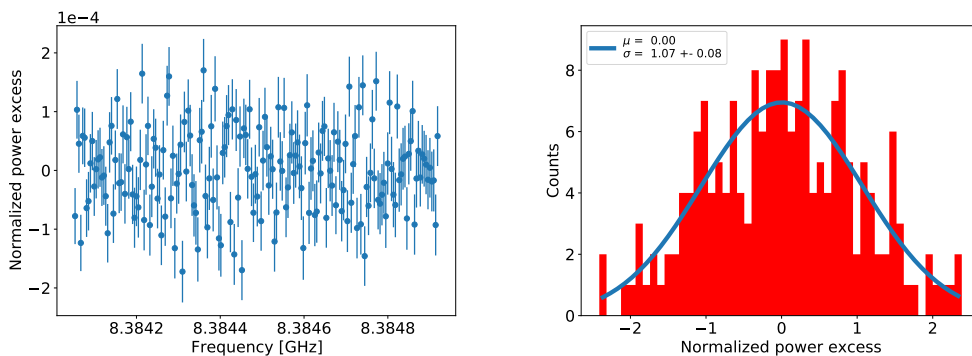 1e−4
2
1
0
−1
−2
Normalized power excess
8.3842 8.3844 8.3846 8.3848
Frequency [GHz]
μ = 0.00
σ = 1.07 +- 0.08
8
6
4
2
0
Counts
−2 −1 0 1 2
Normalized power excess